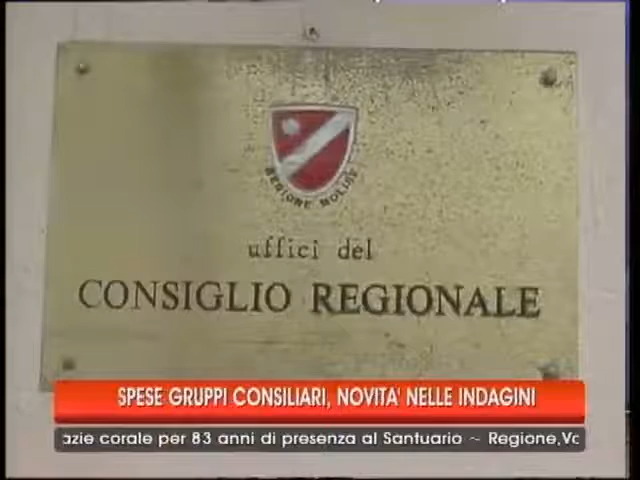 REGIONE MOLISE
uffici del
CONSIGLIO REGIONALE
SPESE GRUPPI CONSILIARI, NOVITA' NELLE INDAGINI
azie corale per 83 anni di presenza al Santuario ~ Regione,Vo